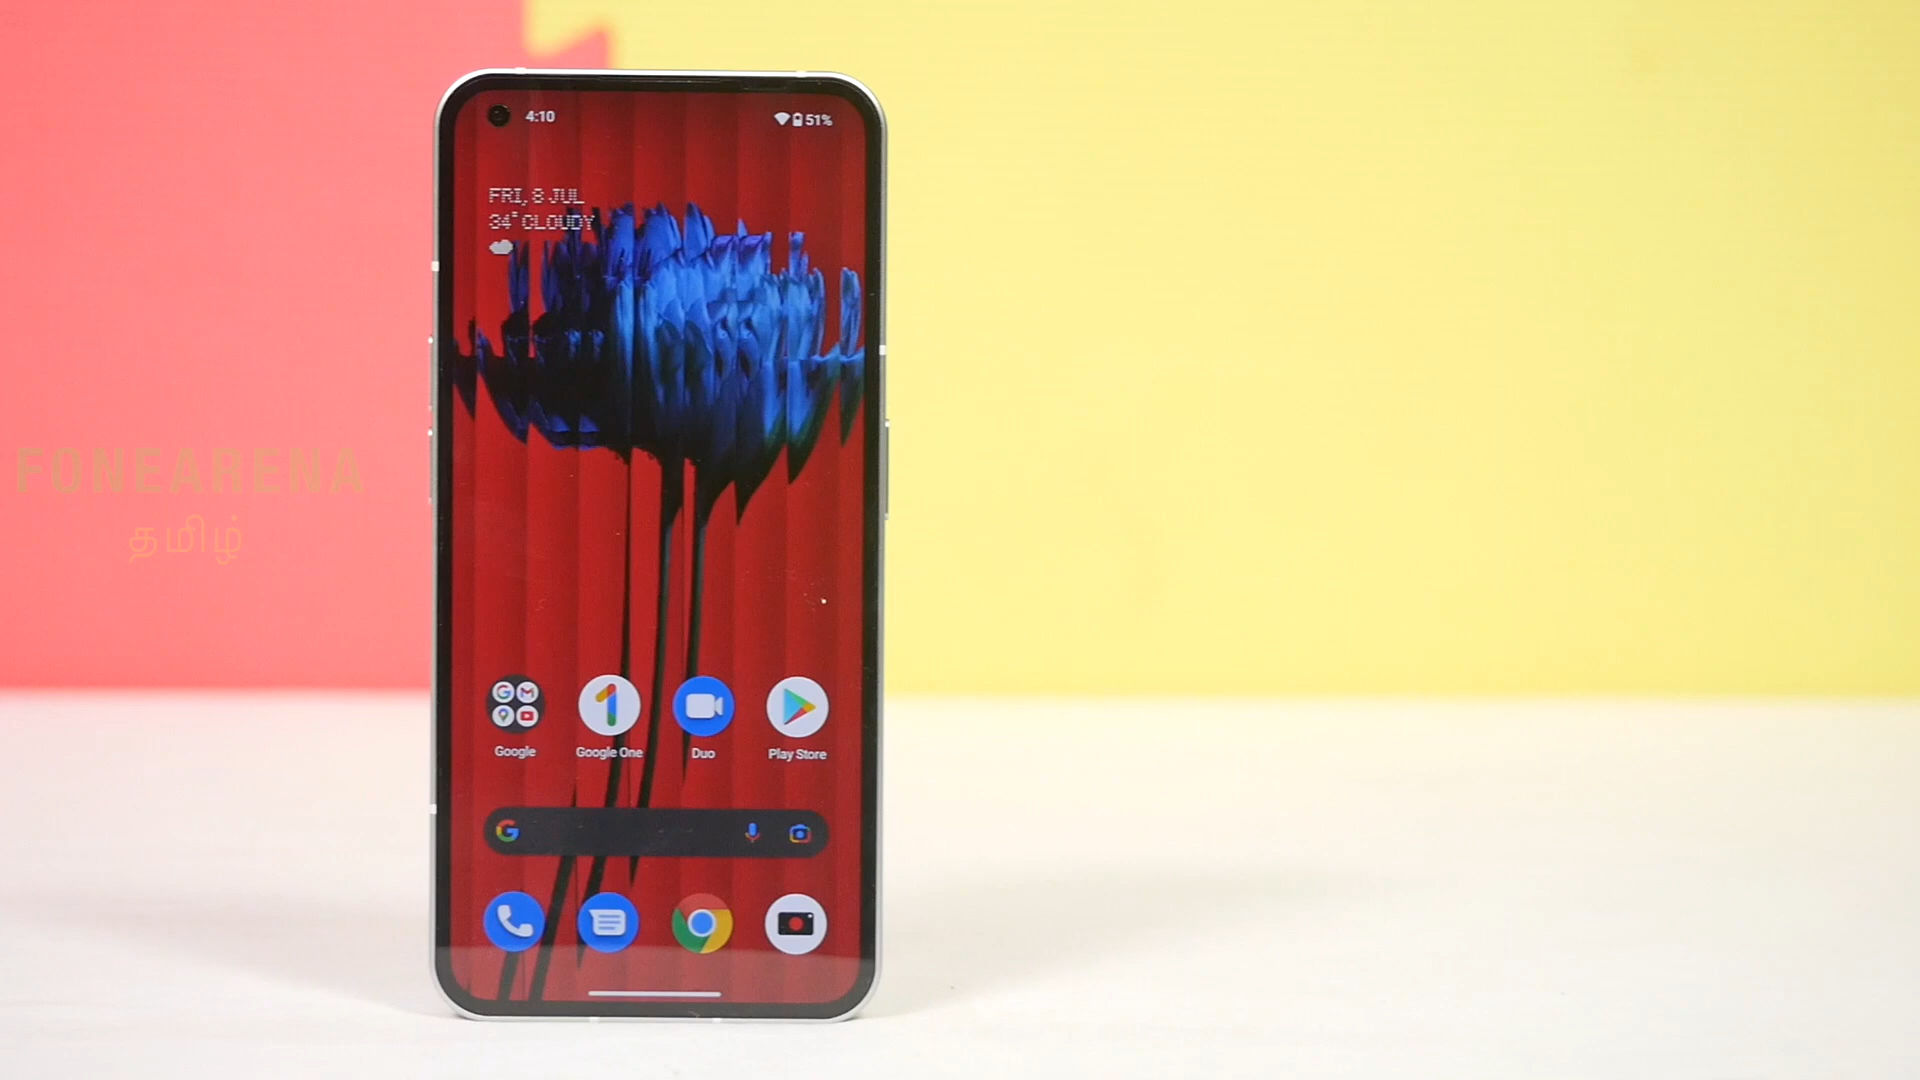 4:10
51%
FRI, 8 JUL
34° CLOUDY
FONEARENA
தமிழ்
Google
Google One
Duo
Play Store